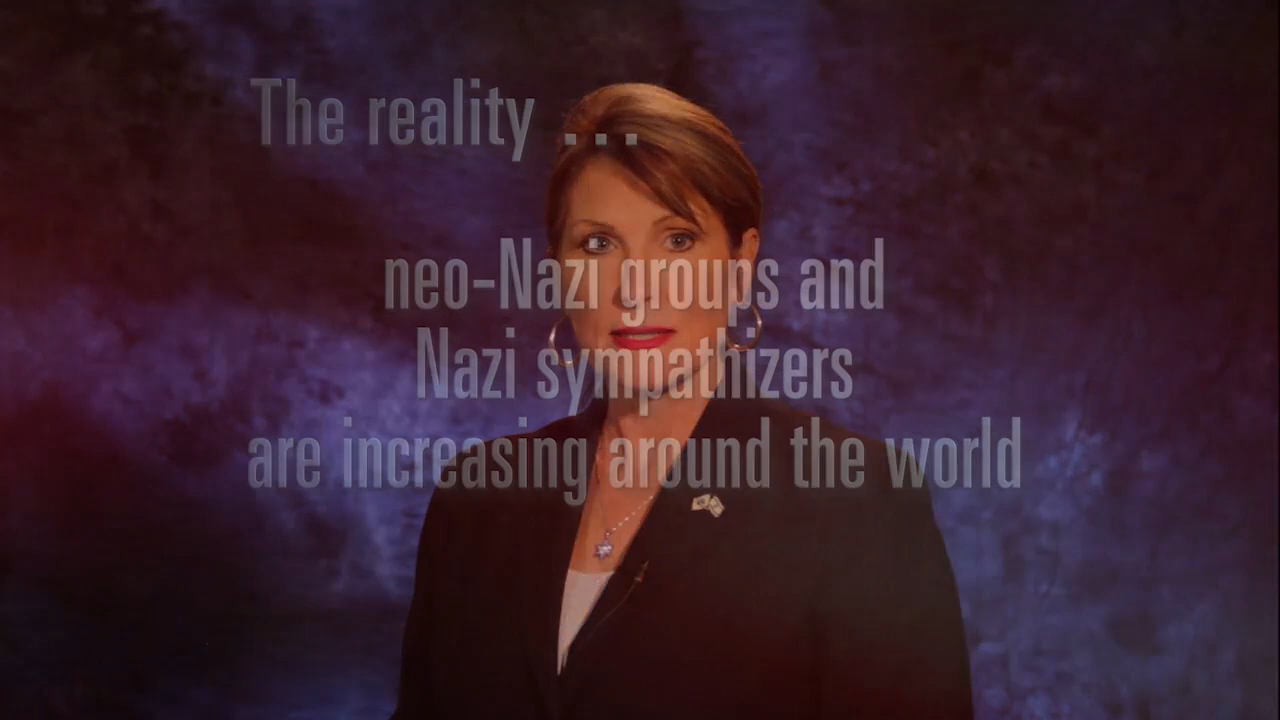 The reality ...
neo-Nazi groups and
Nazi sympathizers
are increasing around the world